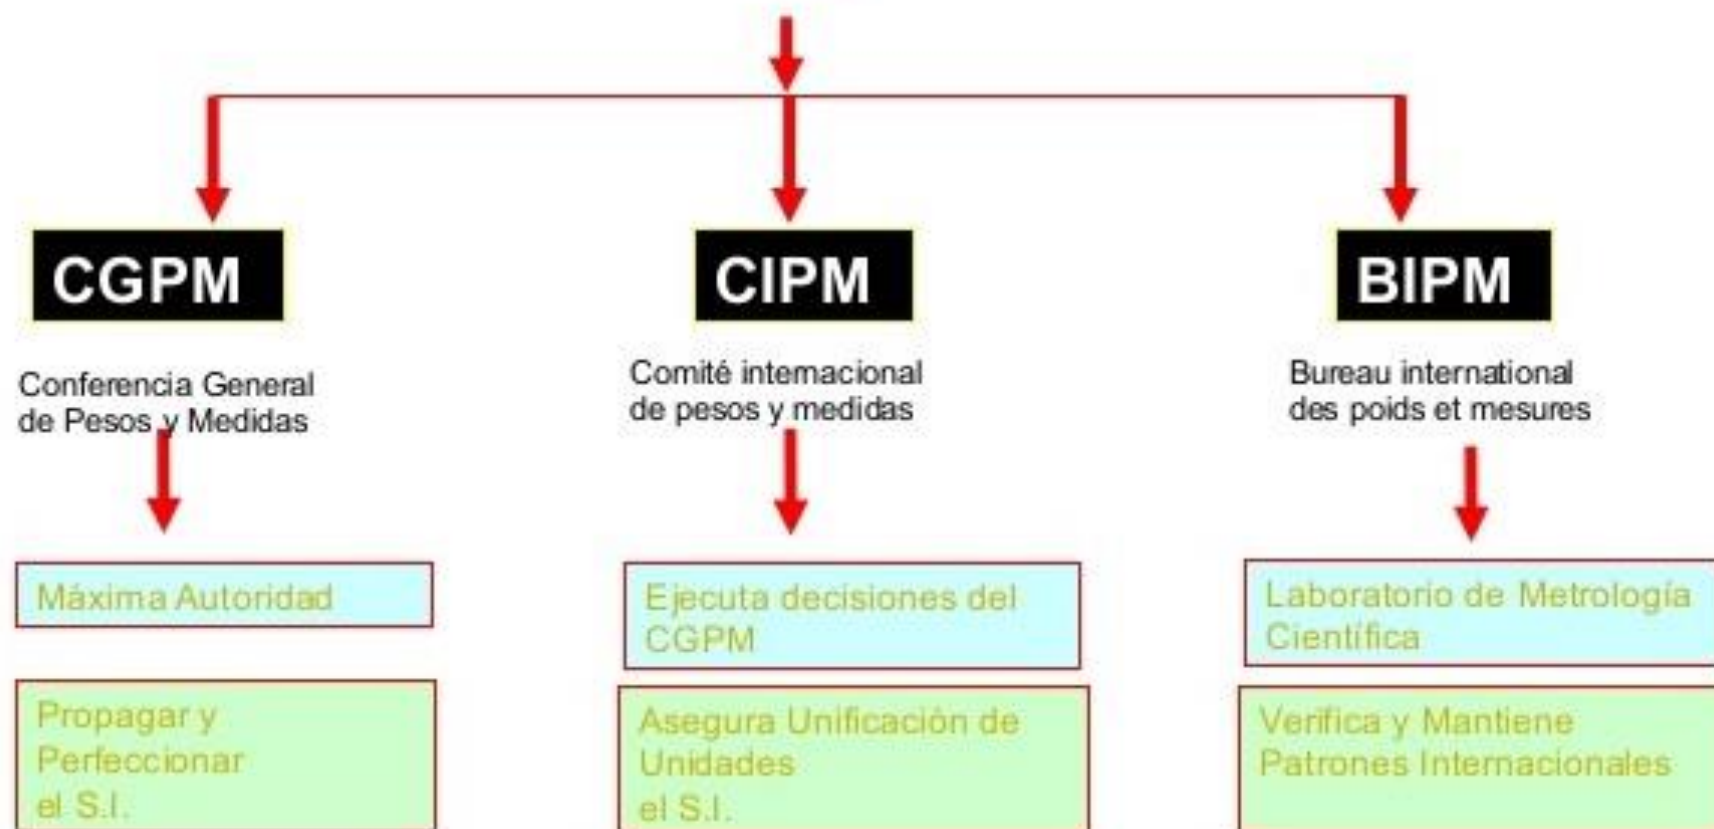 CGPM
Conferencia General
de Pesos y Medidas
Máxima Autoridad
Propagar y
Perfeccionar
el S.I.
CIPM
Comité internacional
de pesos y medidas
Ejecuta decisiones del
CGPM
Asegura Unificación de
Unidades
el S.I.
BIPM
Bureau international
des poids et mesures
Laboratorio de Metrología
Científica
Verifica y Mantiene
Patrones Internacionales